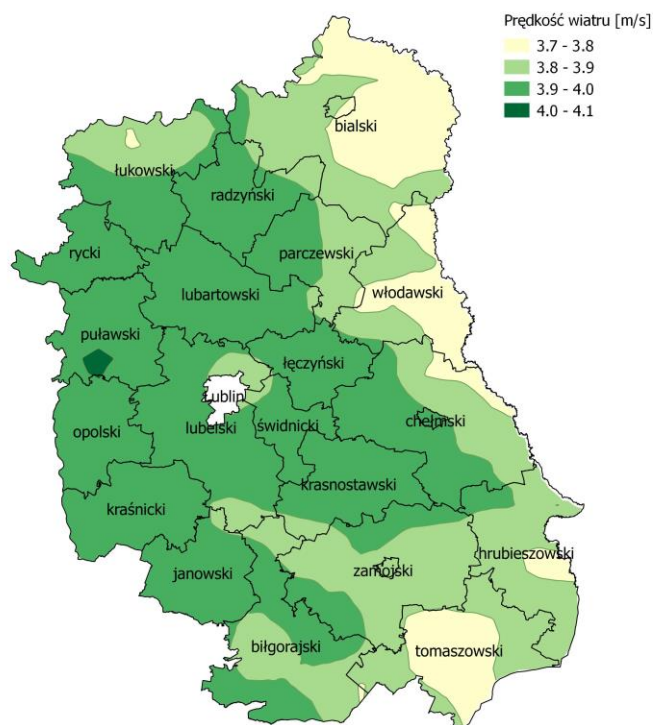 Prędkość wiatru [m/s]
3.7 - 3.8
3.8 - 3.9
3.9 - 4.0
4.0 - 4.1
bialski
łukowski
radzyński
rycki
parczewski
lubartowski
włodawski
puławski
łęczyński
Lublin
opolski
lubelski
świdnicki
chełmski
krasnostawski
kraśnicki
hrubieszowski
janowski
zamojski
biłgorajski
tomaszowski